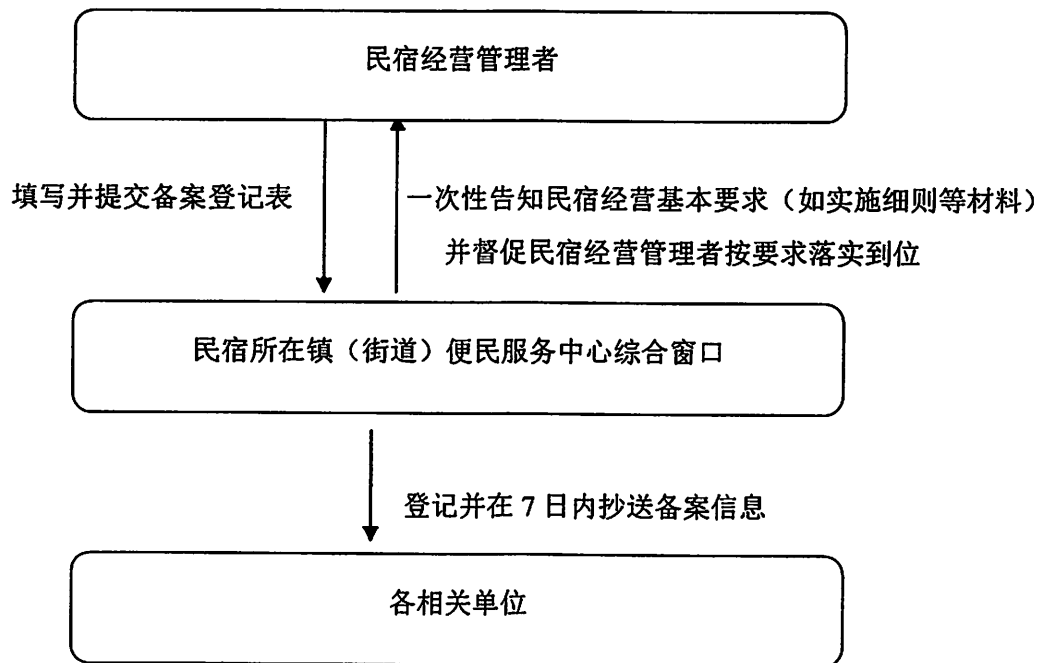 民宿经营管理者
填写并提交备案登记表
一次性告知民宿经营基本要求（如实施细则等材料）
并督促民宿经营管理者按要求落实到位
民宿所在镇（街道）便民服务中心综合窗口
登记并在 7 日内抄送备案信息
各相关单位